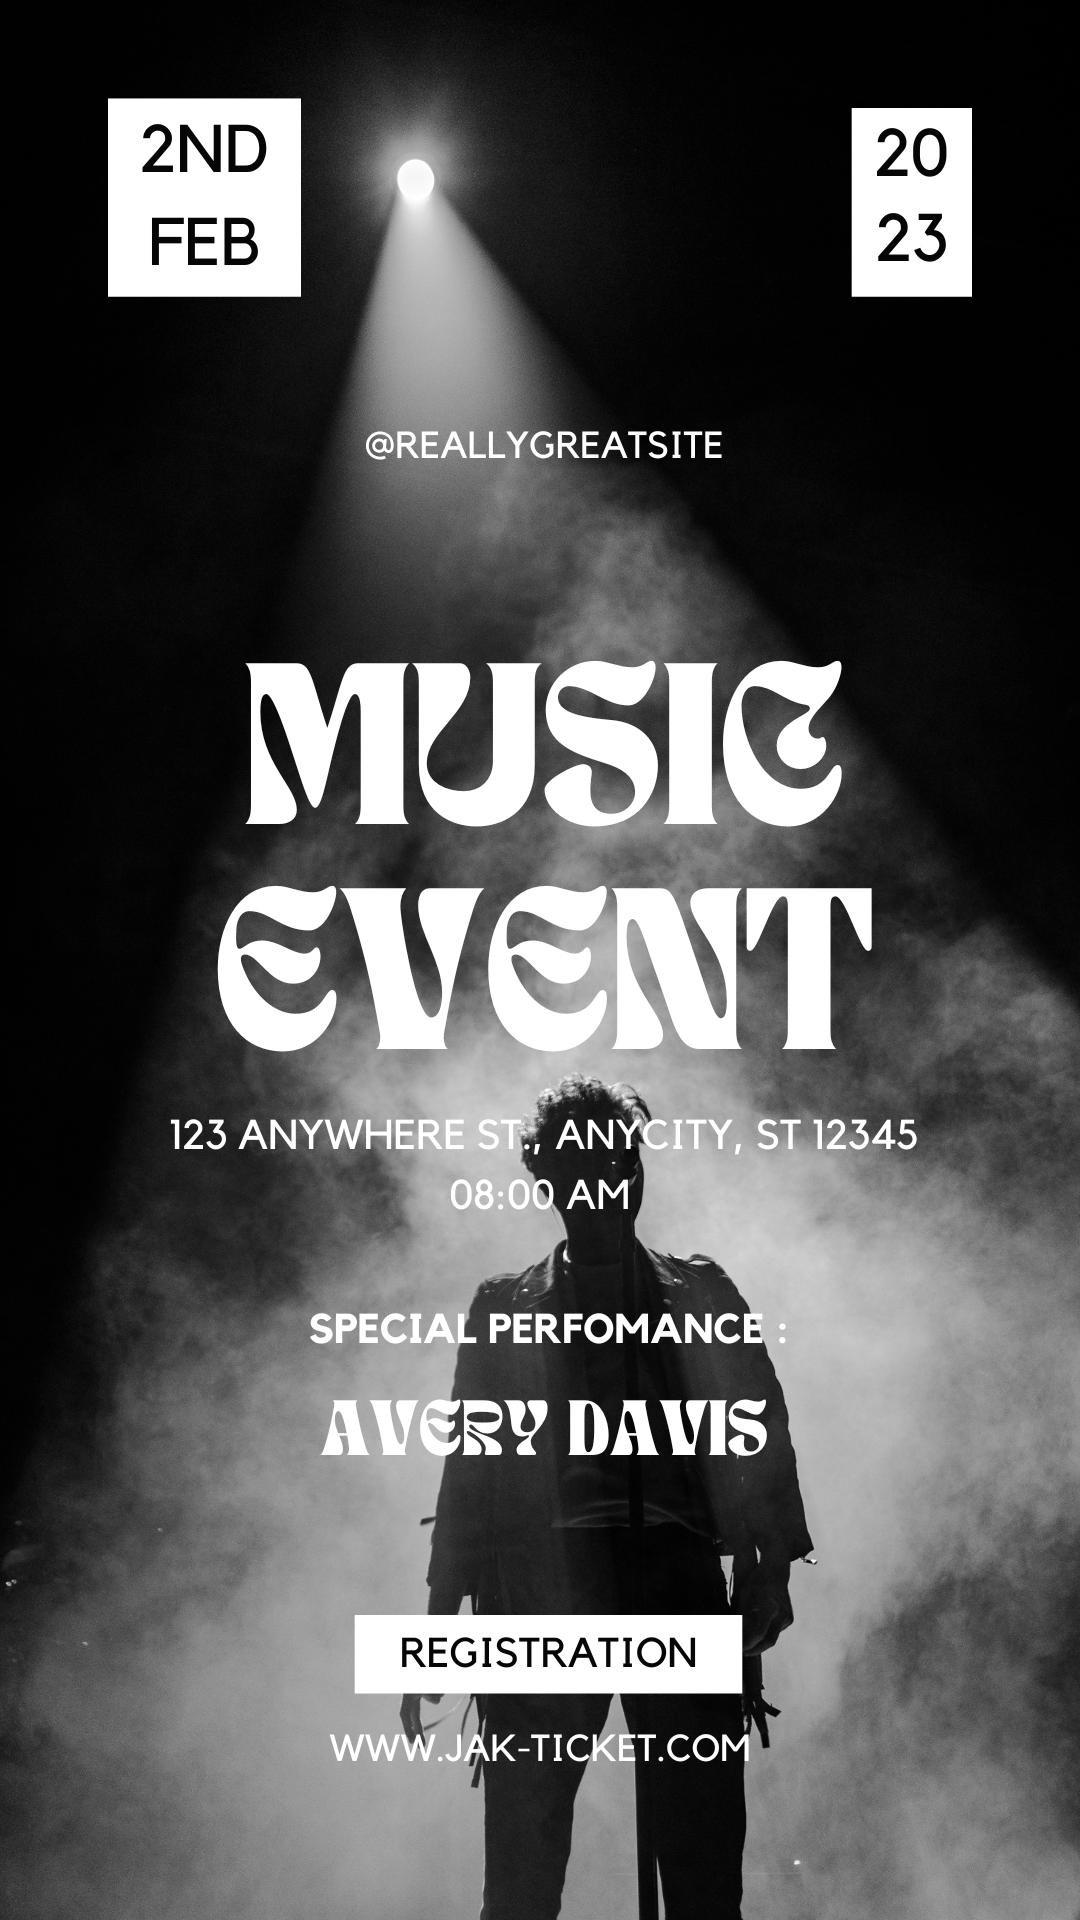 2ND
FEB
20
23
@REALLYGREATSITE
MUSIC
EVENT
123 ANYWHERE ST., ANYCITY, ST 12345
08:00 AM
SPECIAL PERFOMANCE :
AVERY DAVIS
REGISTRATION
WWW.JAK-TICKET.COM